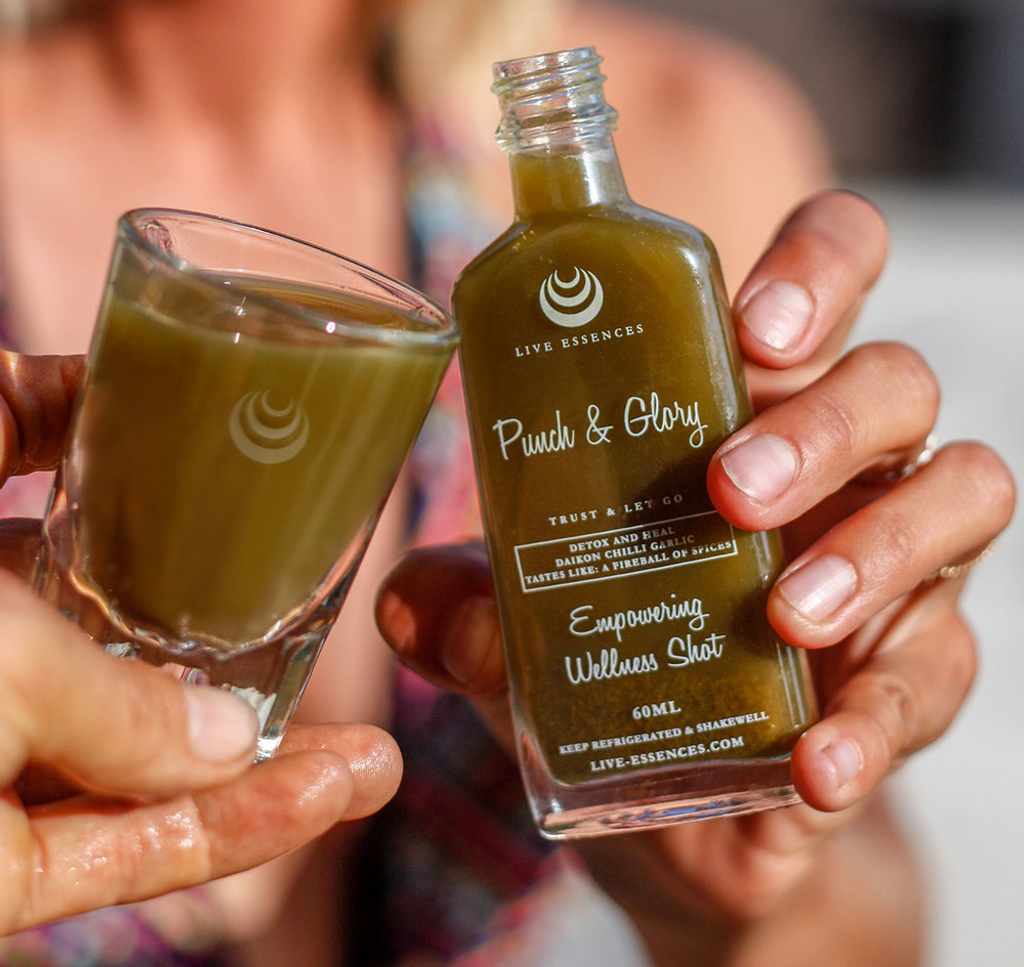 LIVE ESSENCES
Punch & Glory
TRUST & LET GO
DETOX AND HEAL
DAIKON CHILLI GARLIC
TASTES LIKE: A FIREBALL OF SPICES
Empowering
Wellness Shot
60ML
KEEP REFRIGERATED & SHAKEWELL
LIVE-ESSENCES.COM